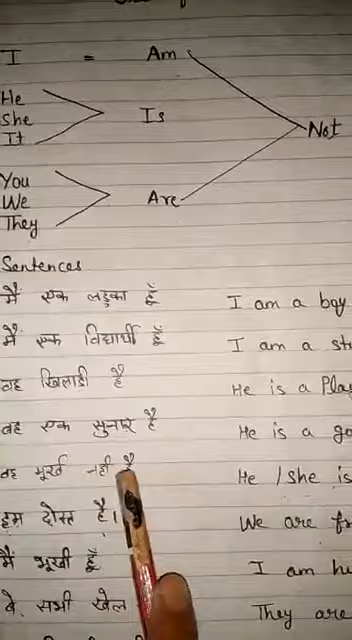 I = Am
He
She
It
Is
Not
You
We
They
Are
Sentences
मैं एक लड़का हूँ I am a boy
मैं एक विद्यार्थी हूँ I am a
वह खिलाड़ी है He is a
वह एक सुनार है He is a
वह मूर्ख नहीं है He / she is
हम दोस्त है। We are
मैं भूखी हूँ I am
वे सभी खेल They are